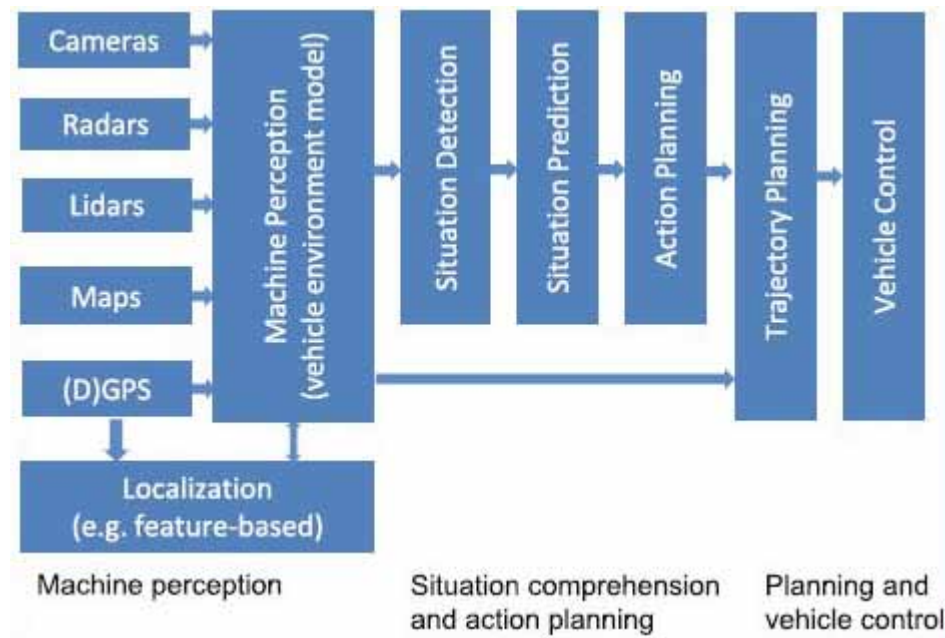 Cameras
Radars
Lidars
Maps
(D)GPS
Machine Perception
(vehicle environment model)
Situation Detection
Situation Prediction
Action Planning
Trajectory Planning
Vehicle Control
Localization
(e.g. feature-based)
Machine perception
Situation comprehension
and action planning
Planning and
vehicle control